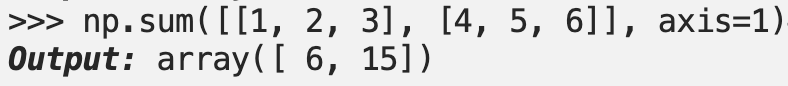 >>> np.sum([[1, 2, 3], [4, 5, 6]], axis=1)
Output: array([ 6, 15])